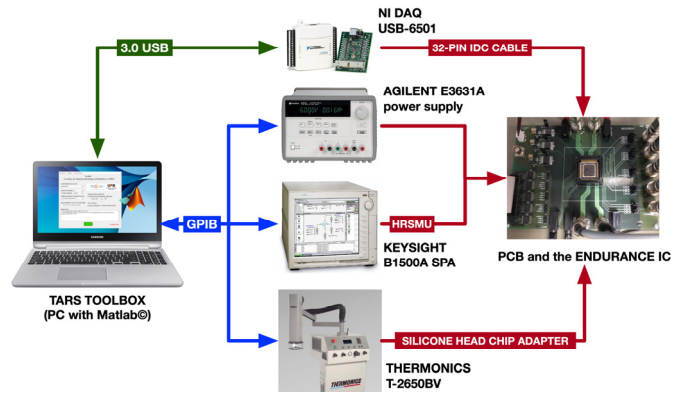 NI DAQ
USB-6501
3.0 USB
32-PIN IDC CABLE
AGILENT E3631A
power supply
GPIB
HRSMU
KEYSIGHT
B1500A SPA
PCB and the ENDURANCE IC
TARS TOOLBOX
(PC with Matlab©)
SILICONE HEAD CHIP ADAPTER
THERMONICS
THERMONICS
T-2650BV